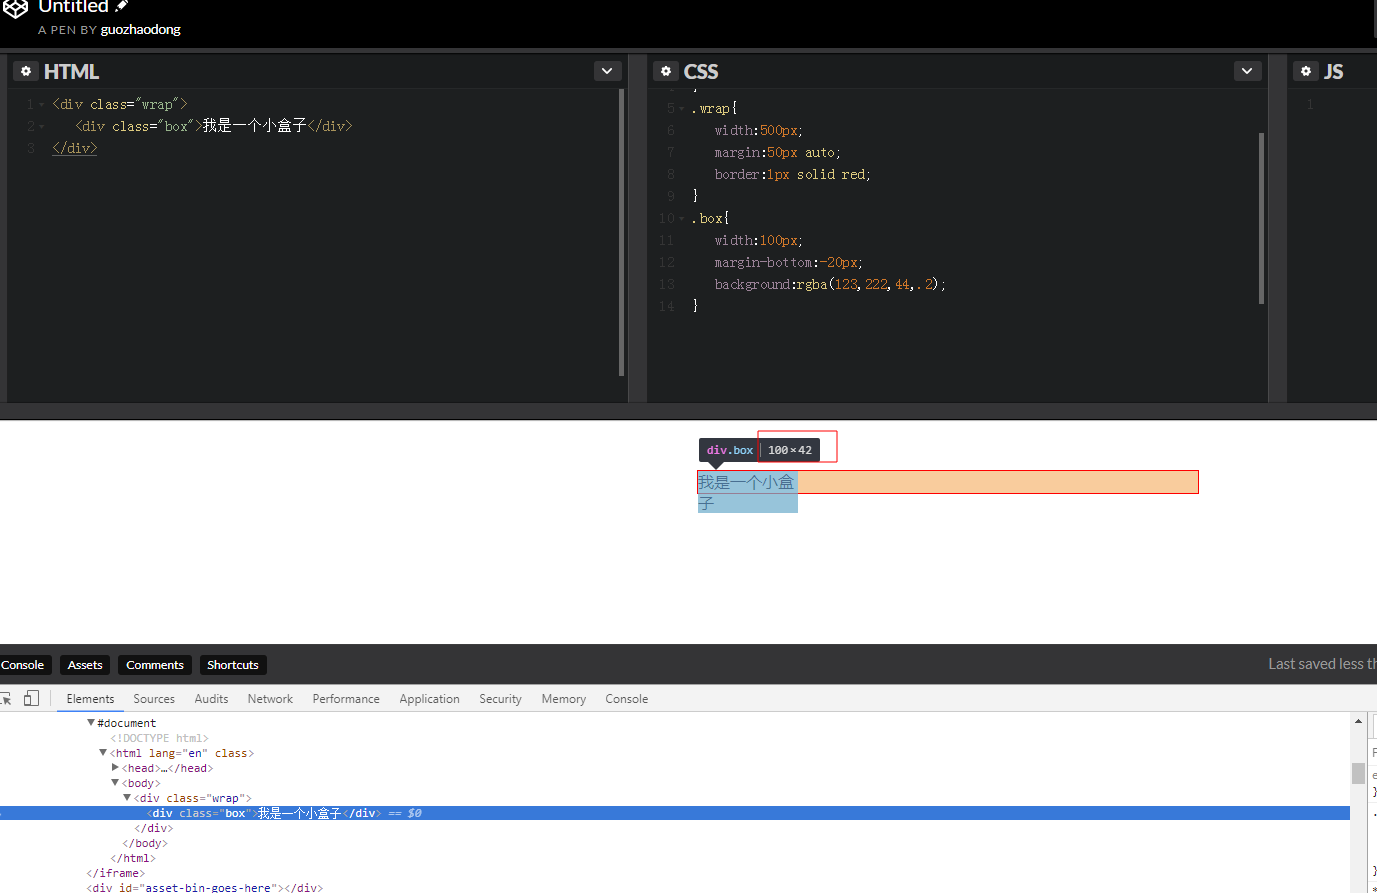 Untitled
A PEN BY guozhaodong
HTML
1 <div class="wrap">
2 <div class="box">我是一个小盒子</div>
3 </div>
CSS
5 .wrap{
6 width:500px;
7 margin:50px auto;
8 border:1px solid red;
9 }
10 .box{
11 width:100px;
12 margin-bottom:-20px;
13 background:rgba(123,222,44,.2);
14 }
JS
1
div.box | 100×42
我是一个小盒
子
Console Assets Comments Shortcuts
Last saved less
Elements Sources Audits Network Performance Application Security Memory Console
#document
<!DOCTYPE html>
<html lang="en" class>
<head>…</head>
<body>
<div class="wrap">
<div class="box">我是一个小盒子</div> == $0
</div>
</body>
</html>
</iframe>
<div id="asset-bin-goes-here"></div>